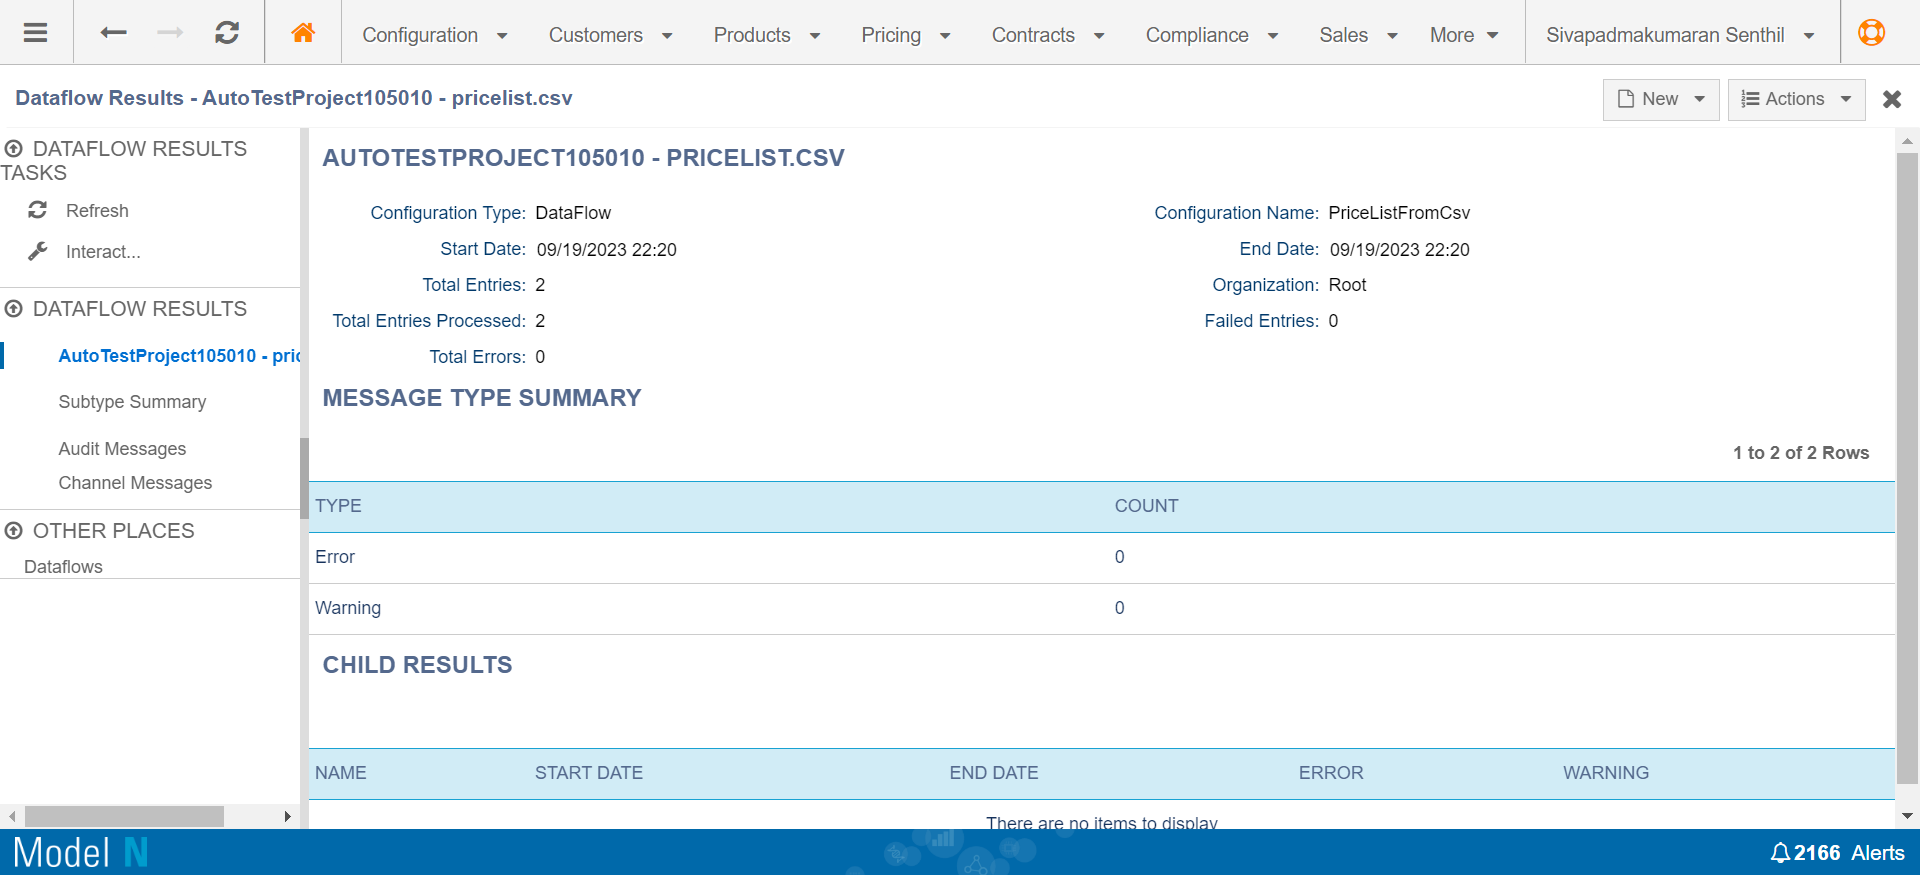 Configuration Customers Products Pricing Contracts Compliance Sales More Sivapadmakumaran Senthil
Dataflow Results - AutoTestProject105010 - pricelist.csv
New Actions
DATAFLOW RESULTS TASKS
Refresh
Interact...
DATAFLOW RESULTS
AutoTestProject105010 - pric
Subtype Summary
Audit Messages
Channel Messages
OTHER PLACES
Dataflows
AUTOTESTPROJECT105010 - PRICELIST.CSV
Configuration Type: DataFlow Configuration Name: PriceListFromCsv
Start Date: 09/19/2023 22:20 End Date: 09/19/2023 22:20
Total Entries: 2 Organization: Root
Total Entries Processed: 2 Failed Entries: 0
Total Errors: 0
MESSAGE TYPE SUMMARY
1 to 2 of 2 Rows
TYPE COUNT
Error 0
Warning 0
CHILD RESULTS
NAME START DATE END DATE ERROR WARNING
There are no items to display
Model N
2166 Alerts